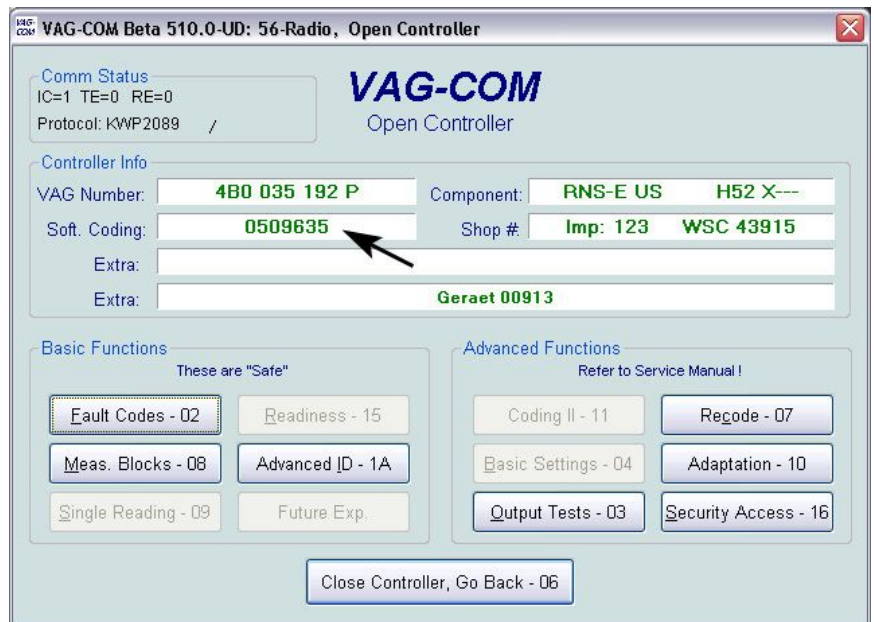 VAG-COM Beta 510.0-UD: 56-Radio, Open Controller
Comm Status
IC=1 TE=0 RE=0
Protocol: KWP2089 /
VAG-COM
Open Controller
Controller Info
VAG Number: 4B0 035 192 P Component: RNS-E US H52 X---
Soft. Coding: 0509635 Shop #: Imp: 123 WSC 43915
Extra:
Extra: Geraet 00913
Basic Functions
These are "Safe"
Fault Codes - 02 Readiness - 15
Meas. Blocks - 08 Advanced ID - 1A
Single Reading - 09 Future Exp.
Advanced Functions
Refer to Service Manual !
Coding II - 11 Recode - 07
Basic Settings - 04 Adaptation - 10
Output Tests - 03 Security Access - 16
Close Controller, Go Back - 06